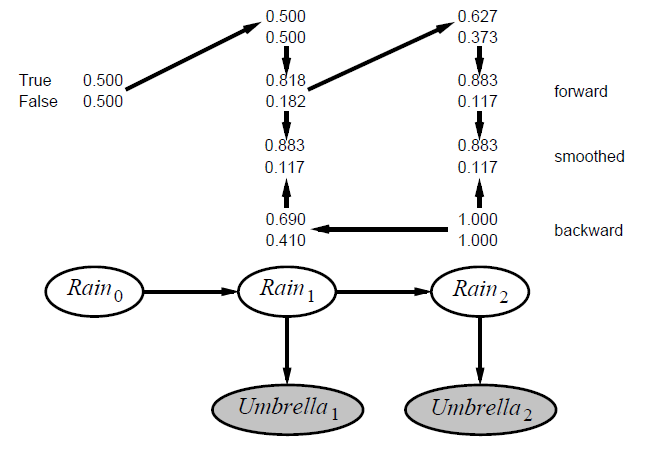 0.500 0.627
0.500 0.373
True 0.500 0.818 0.883
False 0.500 0.182 0.117 forward
0.883 0.883
0.117 0.117 smoothed
0.690 1.000
0.410 1.000 backward
Rain0 Rain1 Rain2
Umbrella1 Umbrella2